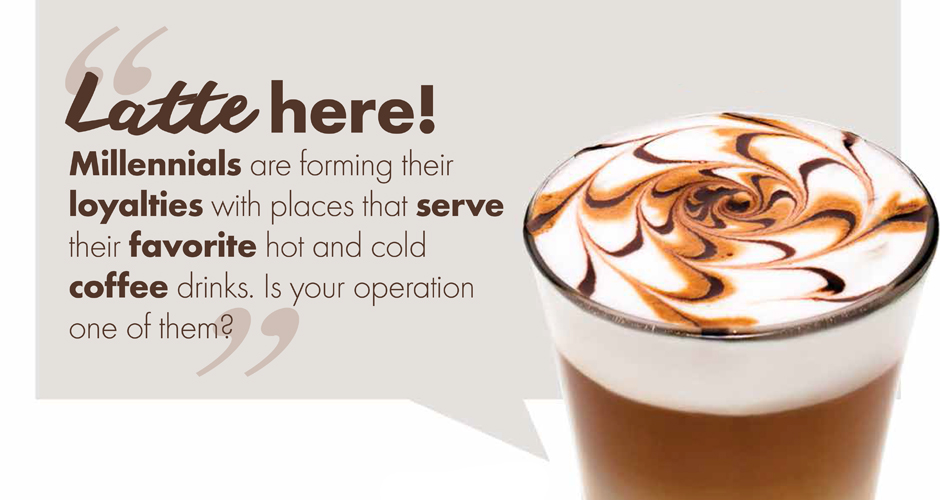 Latte here!
Millennials are forming their
loyalties with places that serve
their favorite hot and cold
coffee drinks. Is your operation
one of them?